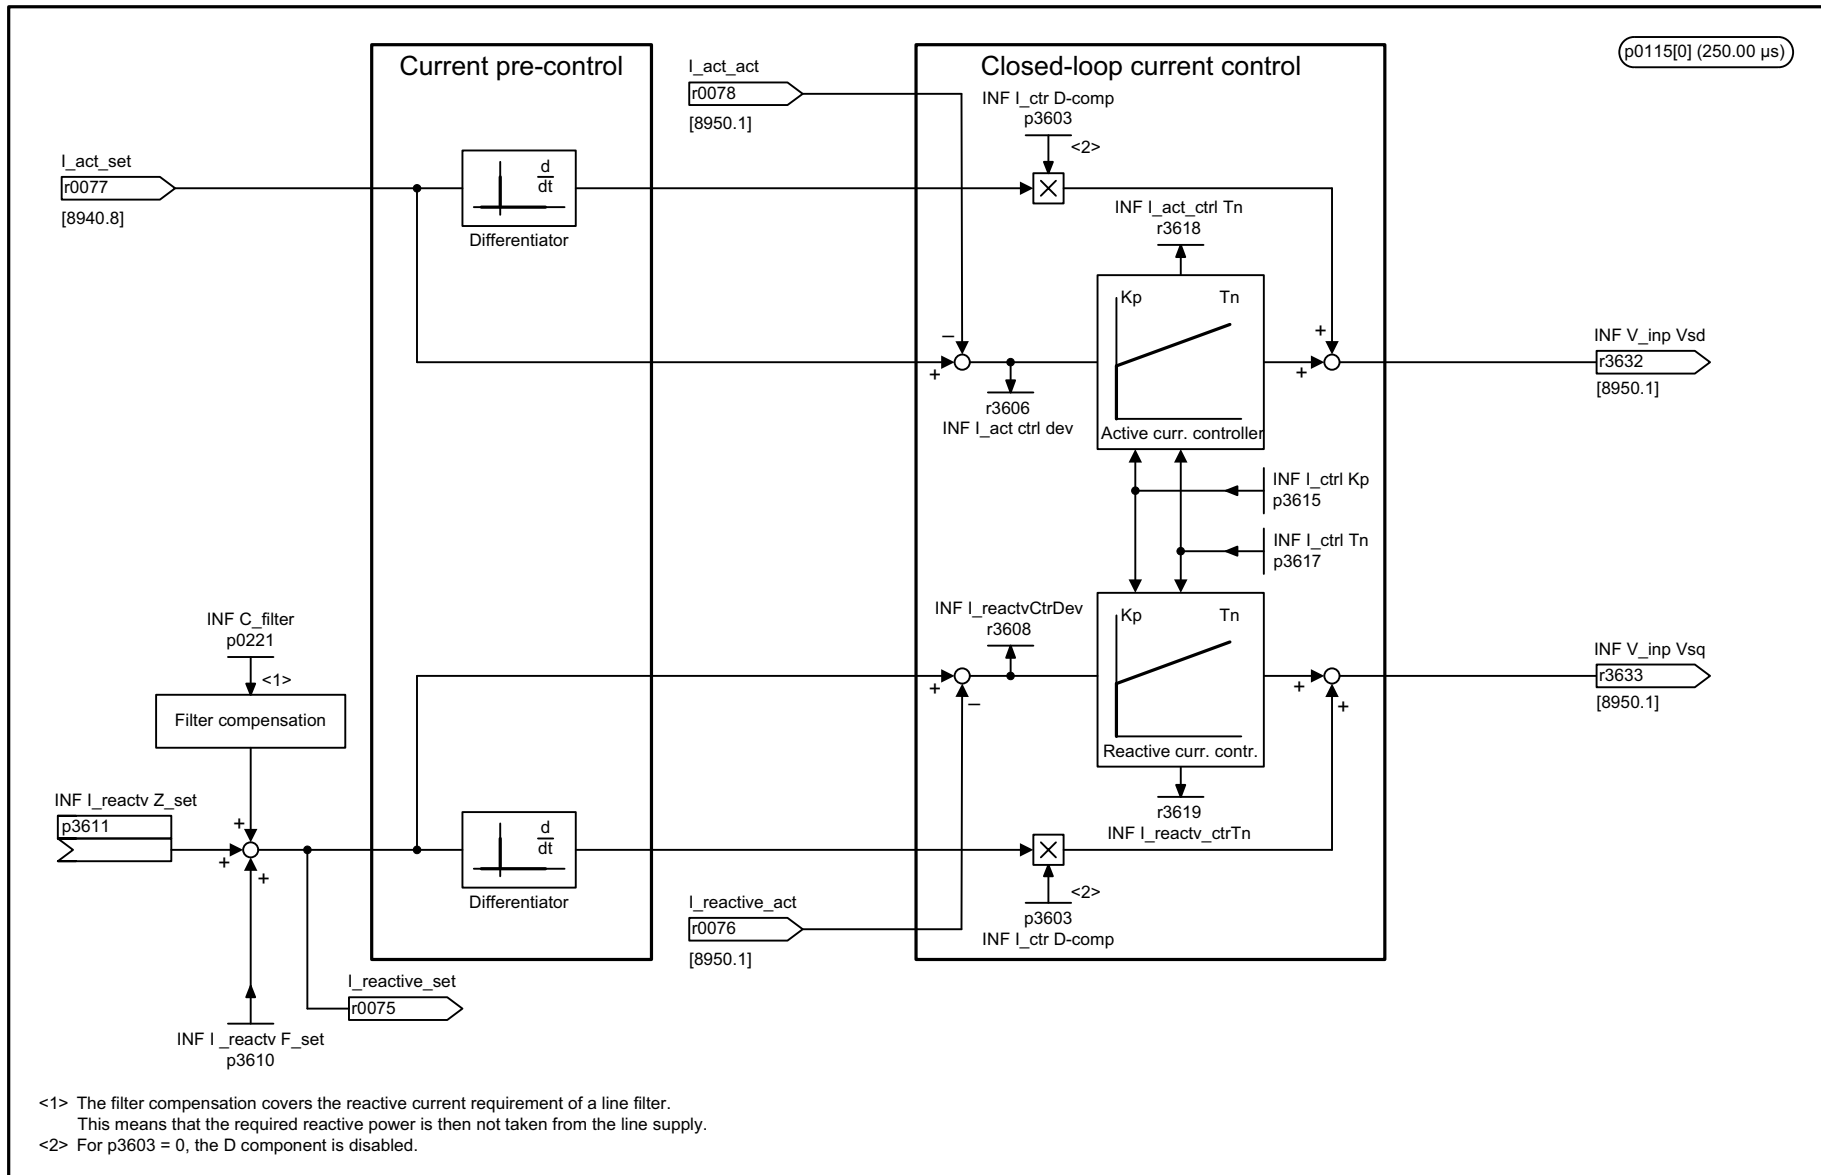 p0115[0] (250.00 µs)
Current pre-control
Closed-loop current control
I_act_act
r0078
[8950.1]
INF I_ctr D-comp
p3603
<2>
I_act_set
r0077
[8940.8]
d
dt
Differentiator
INF I_act_ctrl Tn
r3618
Kp
Tn
Active curr. controller
–
+
r3606
INF I_act ctrl dev
+
+
INF V_inp Vsd
r3632
[8950.1]
INF I_ctrl Kp
p3615
INF I_ctrl Tn
p3617
INF I_reactvCtrDev
r3608
Kp
Tn
Reactive curr. contr.
+
–
+
+
INF V_inp Vsq
r3633
[8950.1]
INF C_filter
p0221
<1>
Filter compensation
INF I_reactv Z_set
p3611
+
+
+
d
dt
Differentiator
r3619
INF I_reactv_ctrTn
<2>
p3603
INF I_ctr D-comp
I_reactive_act
r0076
[8950.1]
I_reactive_set
r0075
INF I _reactv F_set
p3610
<1> The filter compensation covers the reactive current requirement of a line filter.
This means that the required reactive power is then not taken from the line supply.
<2> For p3603 = 0, the D component is disabled.